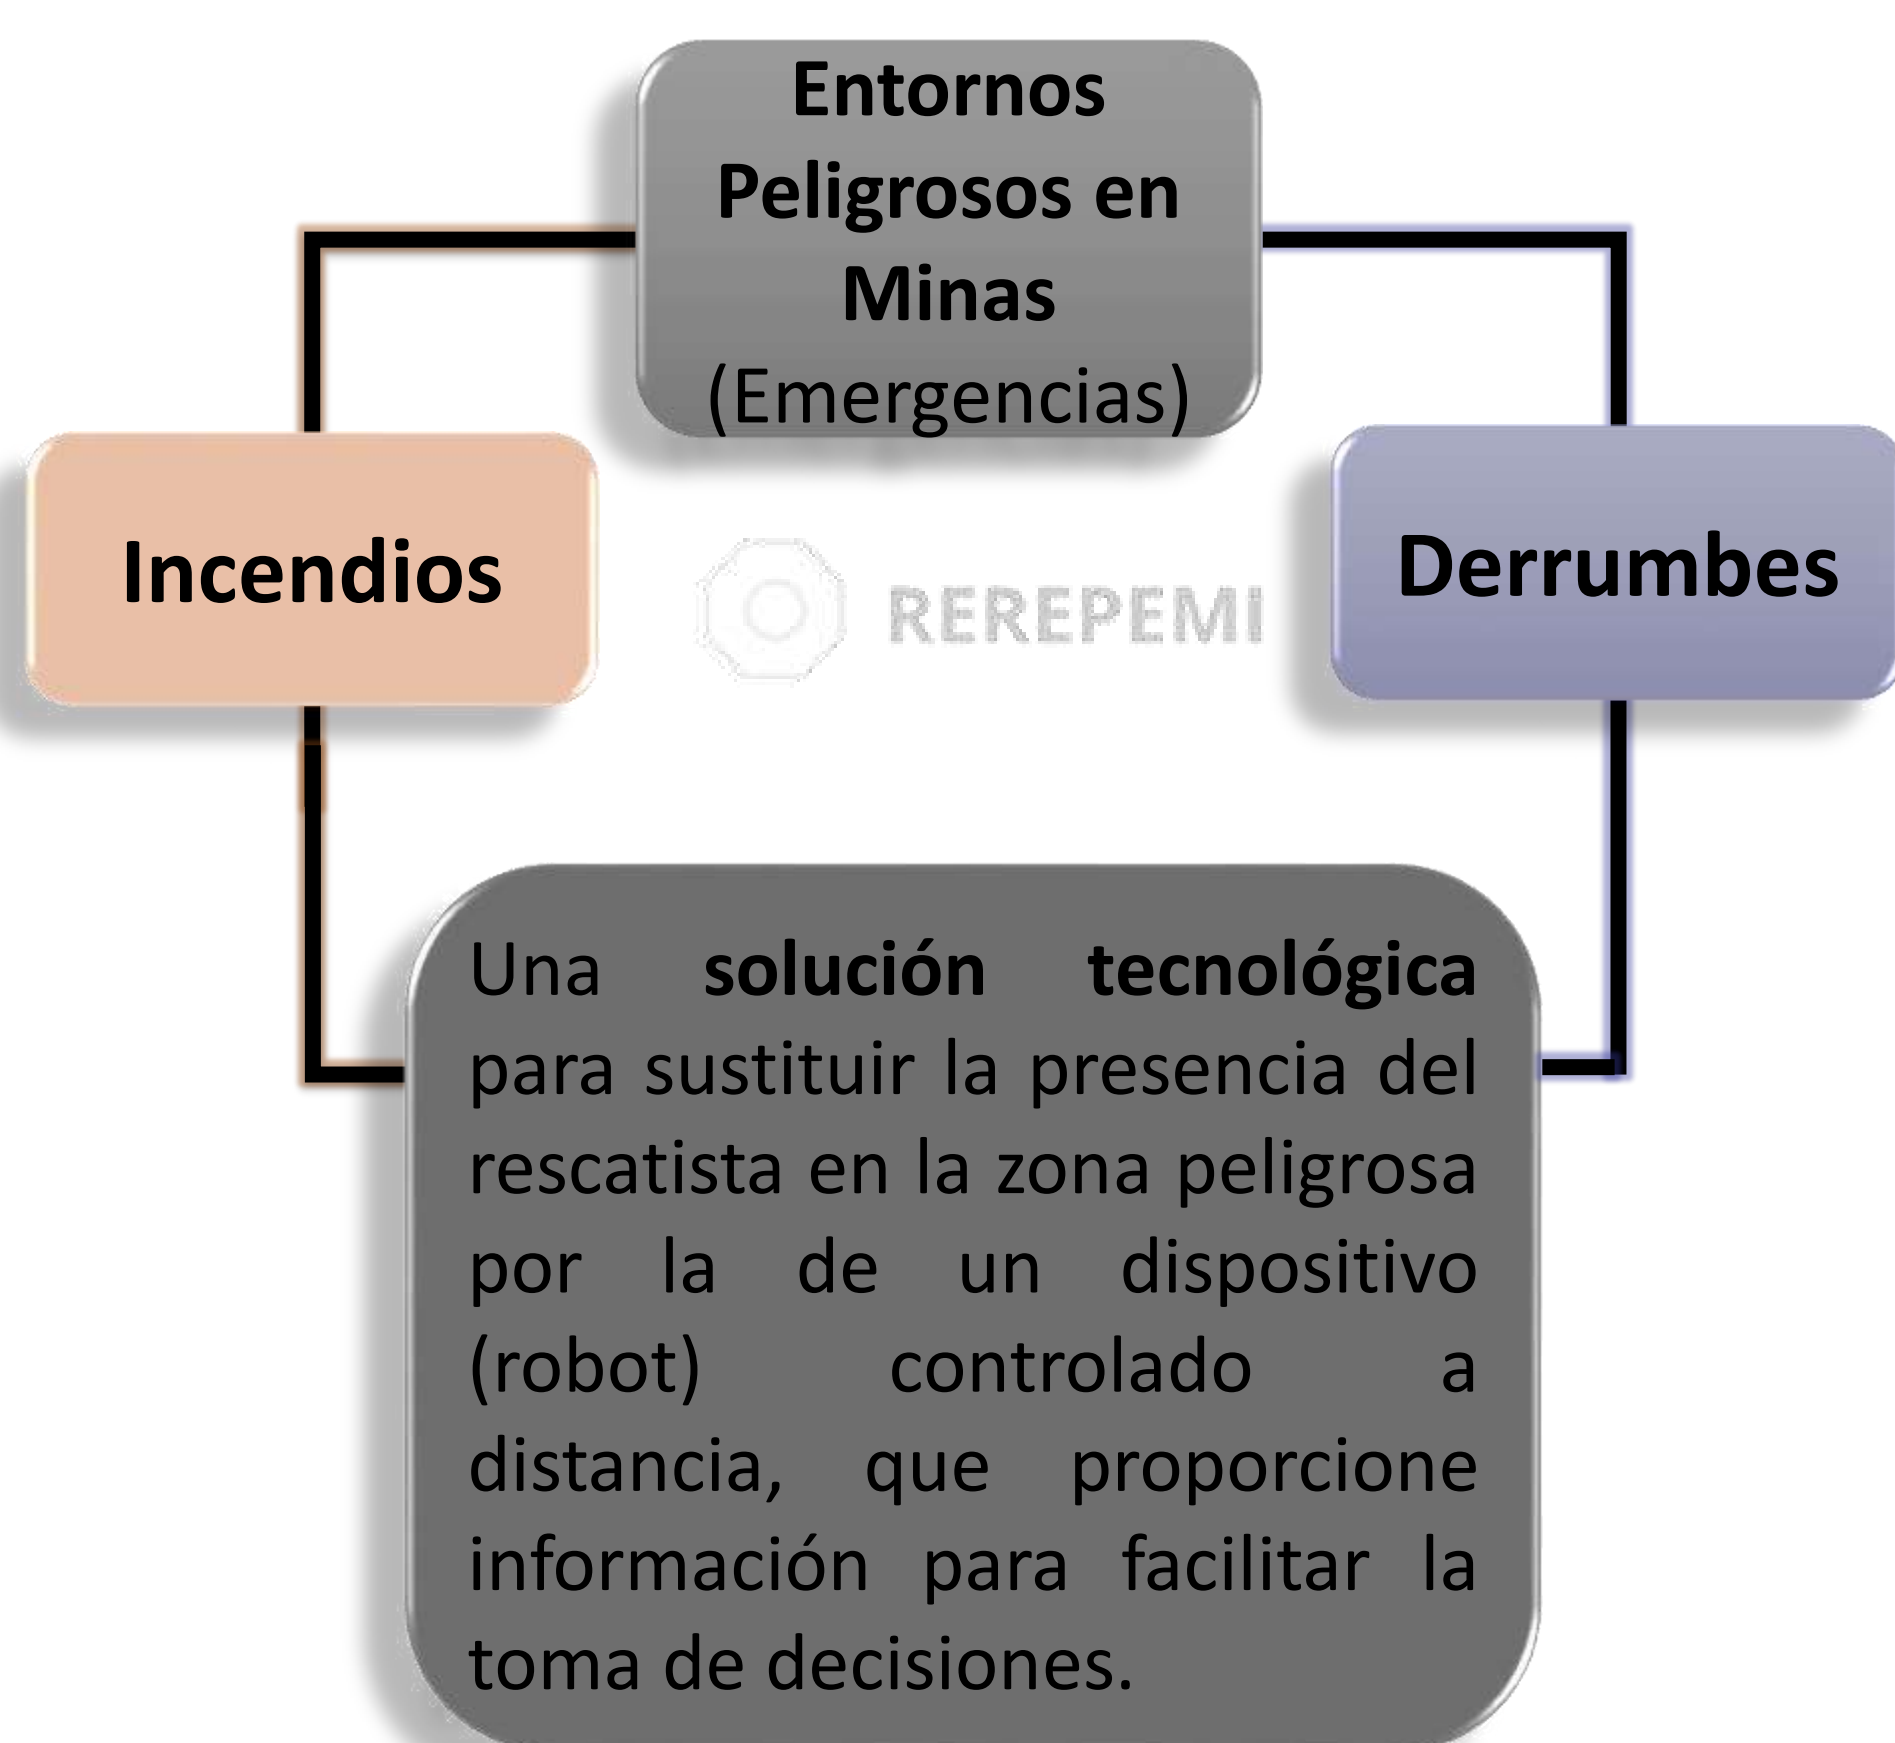 Entornos
Peligrosos en
Minas
(Emergencias)
Incendios
Derrumbes
REREPEMI
Una solución tecnológica
para sustituir la presencia del
rescatista en la zona peligrosa
por la de un dispositivo
(robot) controlado a
distancia, que proporcione
información para facilitar la
toma de decisiones.